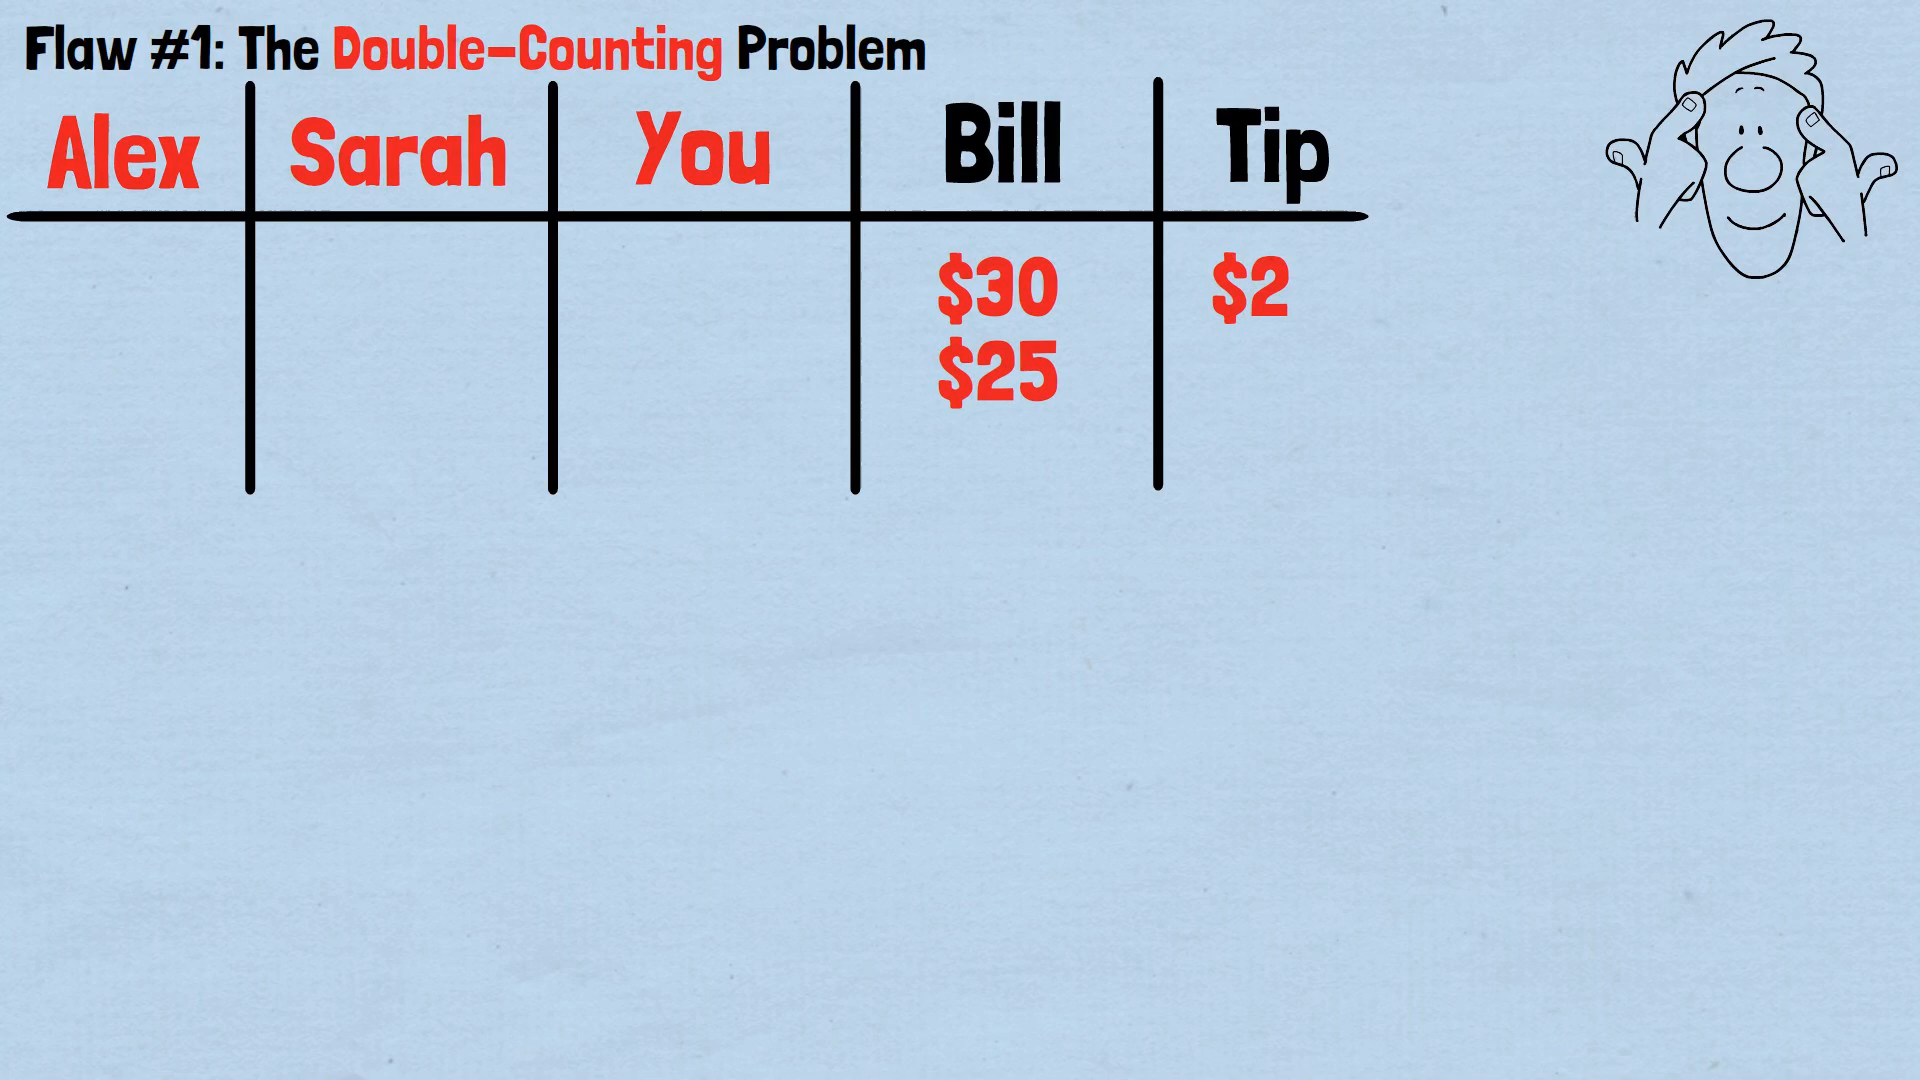 Flaw #1: The Double-Counting Problem
Alex Sarah You Bill Tip
$30 $2
$25